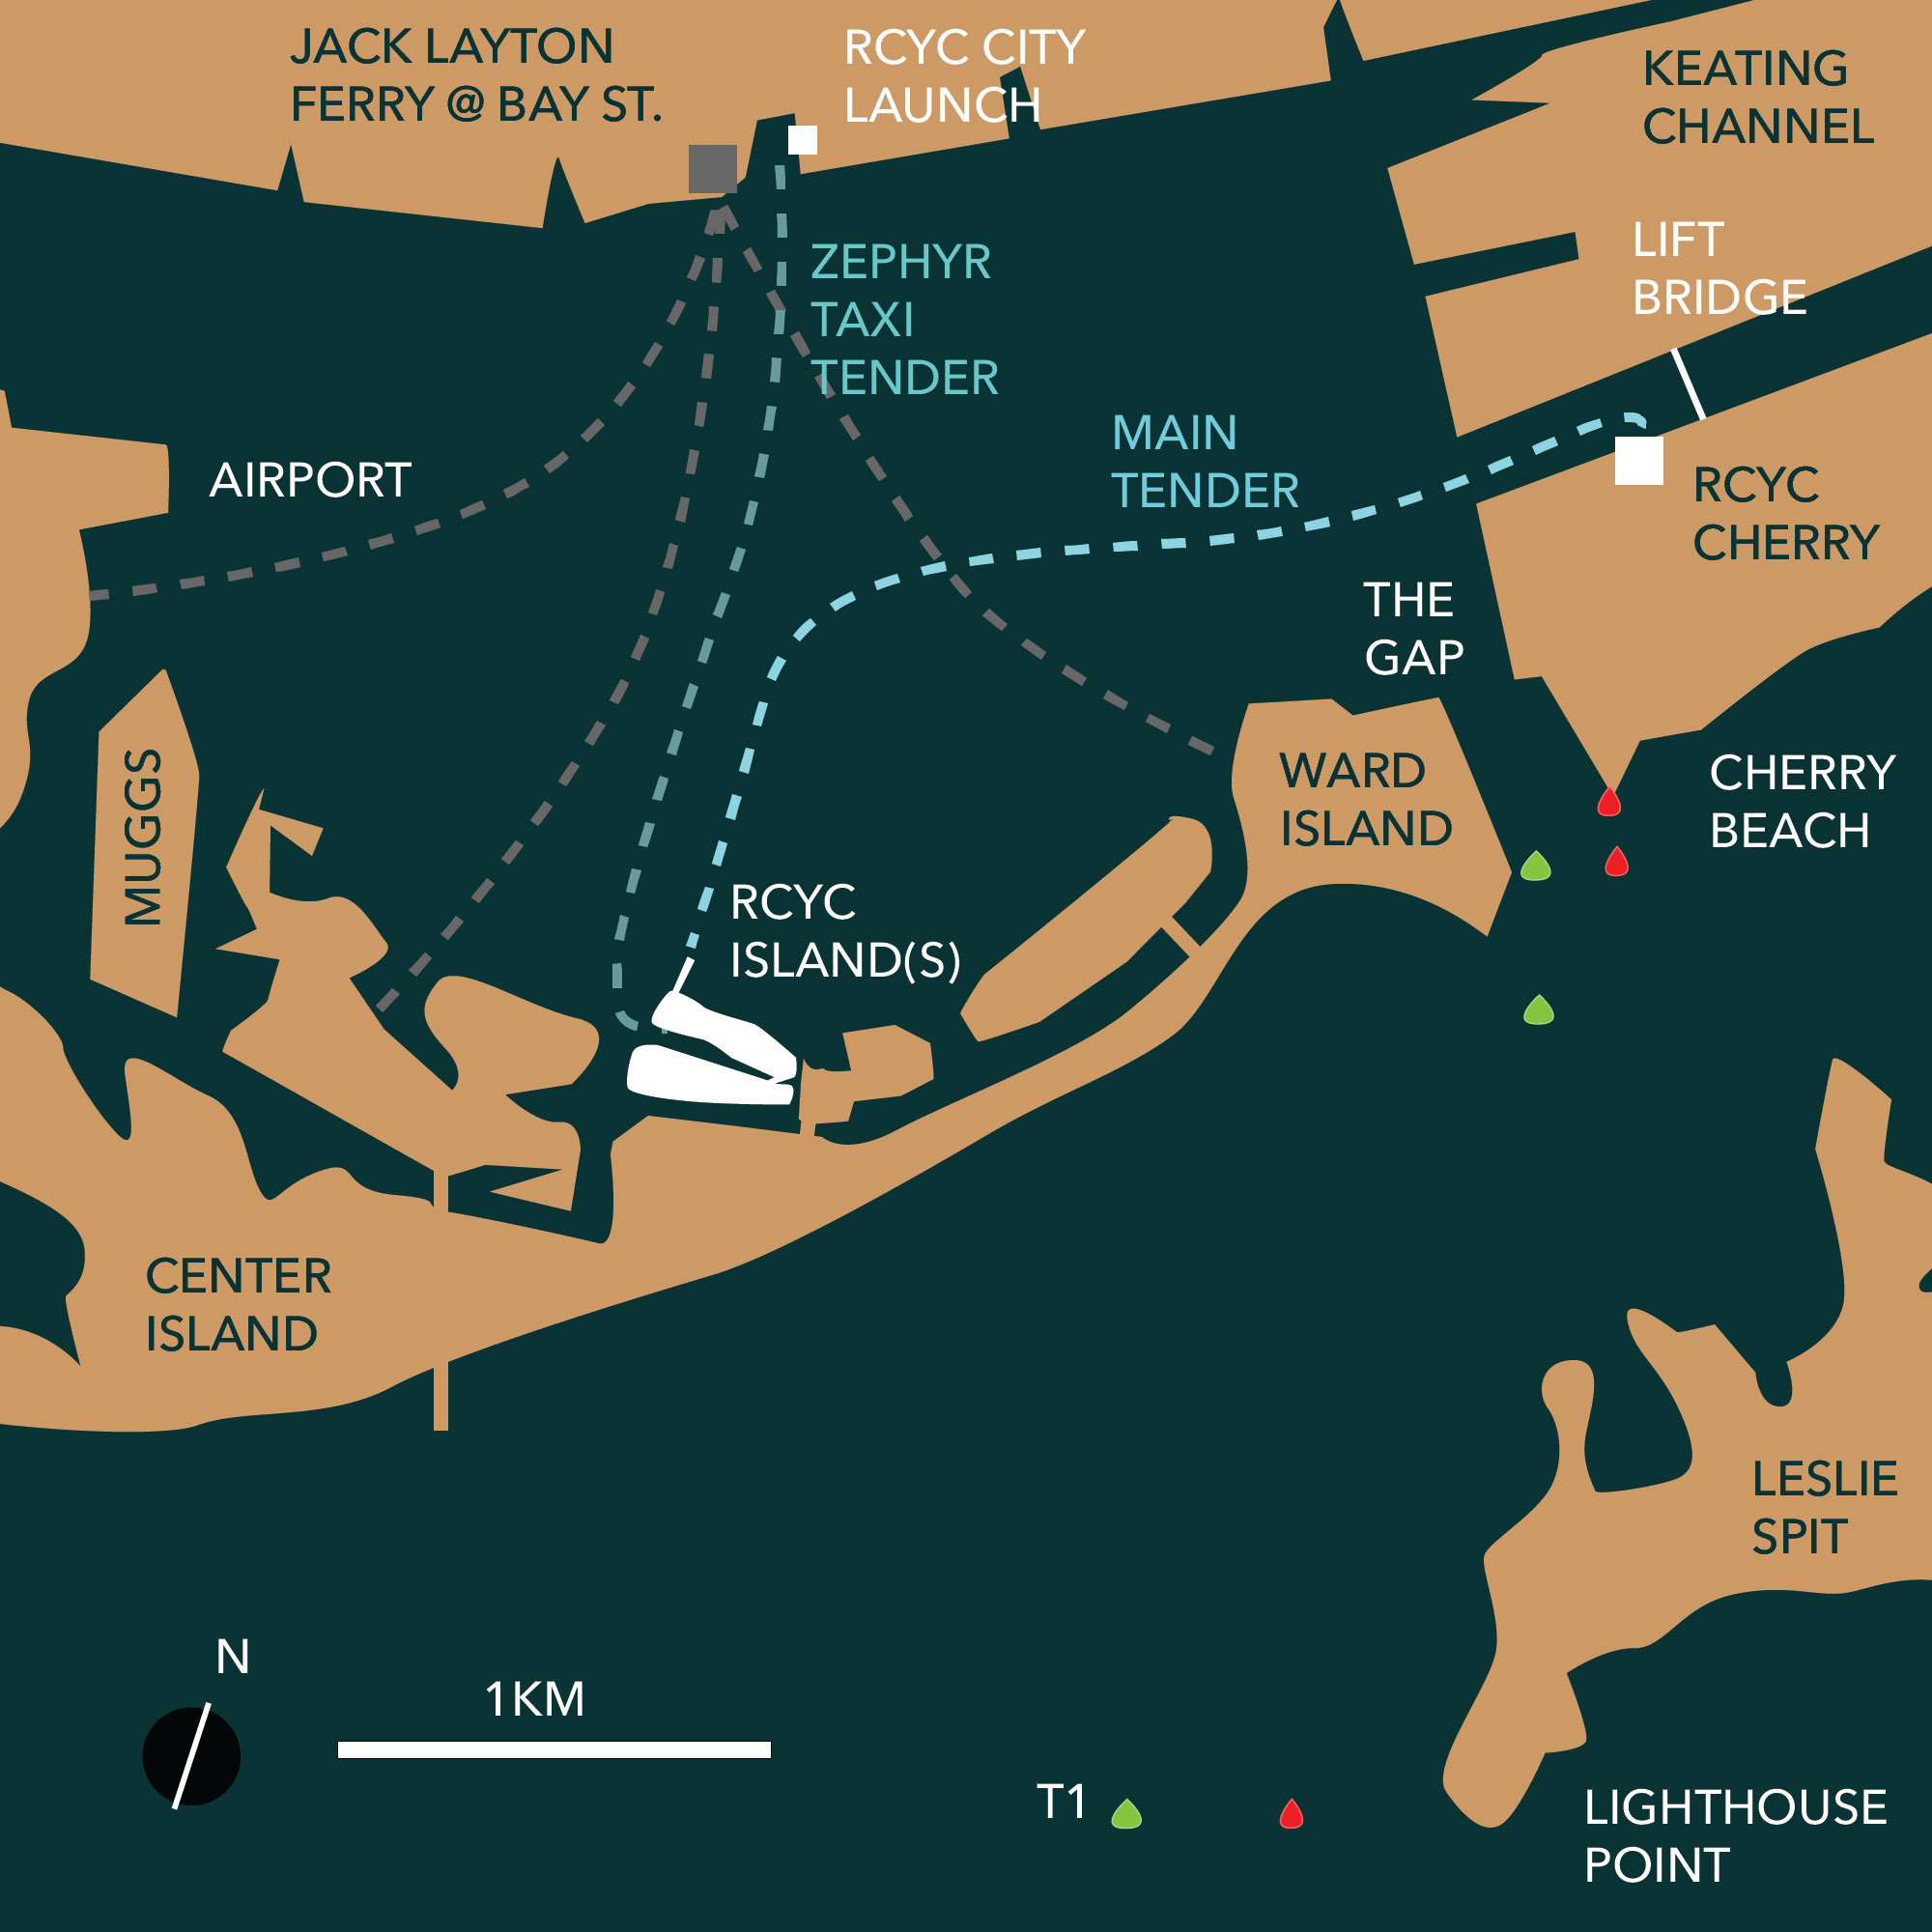 JACK LAYTON
FERRY @ BAY ST.
RCYC CITY
LAUNCH
KEATING
CHANNEL
LIFT
BRIDGE
ZEPHYR
TAXI
TENDER
MAIN
TENDER
AIRPORT
RCYC
CHERRY
THE
GAP
MUGGS
WARD
ISLAND
CHERRY
BEACH
RCYC
ISLAND(S)
CENTER
ISLAND
LESLIE
SPIT
N
1KM
T1
LIGHTHOUSE
POINT